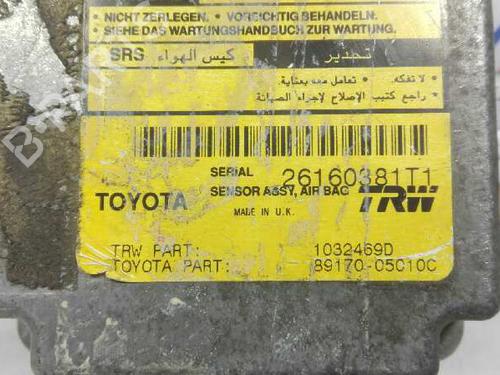 • NICHT ZERLEGEN. • VORSICHTIG BEHANDELN.
• SIEHE DAS WARTUNGSHANDBUCH ZUR WARTUNG.
SRS كيس الهواء تحذير
• لا تفكه. • تعامل معه بعناية.
• راجع كتيب الإصلاح لإجراء الصيانة.
SERIAL 26160381T1
TOYOTA SENSOR ASSY, AIR BAG TRW
MADE IN U.K.
TRW PART: 1032469D
TOYOTA PART: 89170-05C10C